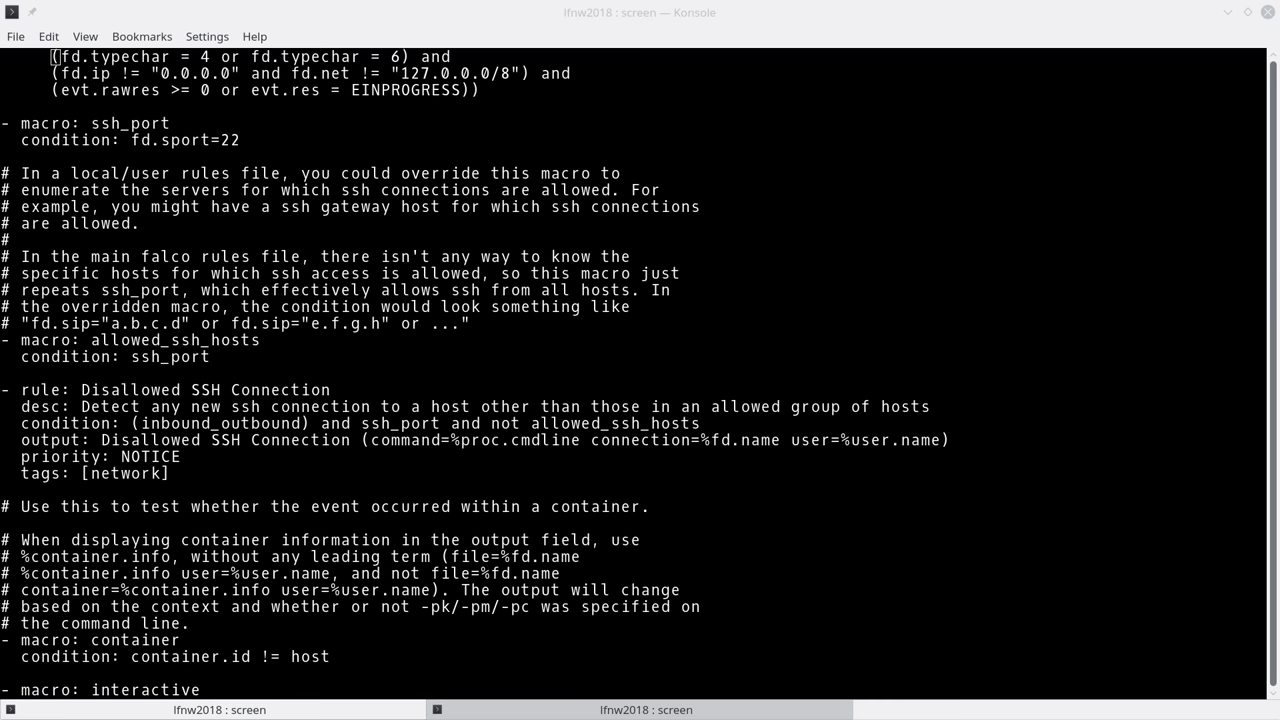 lfnw2018 : screen — Konsole
File Edit View Bookmarks Settings Help
(fd.typechar = 4 or fd.typechar = 6) and
(fd.ip != "0.0.0.0" and fd.net != "127.0.0.0/8") and
(evt.rawres >= 0 or evt.res = EINPROGRESS))
- macro: ssh_port
condition: fd.sport=22
# In a local/user rules file, you could override this macro to
# enumerate the servers for which ssh connections are allowed. For
# example, you might have a ssh gateway host for which ssh connections
# are allowed.
#
# In the main falco rules file, there isn't any way to know the
# specific hosts for which ssh access is allowed, so this macro just
# repeats ssh_port, which effectively allows ssh from all hosts. In
# the overridden macro, the condition would look something like
# "fd.sip="a.b.c.d" or fd.sip="e.f.g.h" or ..."
- macro: allowed_ssh_hosts
condition: ssh_port
- rule: Disallowed SSH Connection
desc: Detect any new ssh connection to a host other than those in an allowed group of hosts
condition: (inbound_outbound) and ssh_port and not allowed_ssh_hosts
output: Disallowed SSH Connection (command=%proc.cmdline connection=%fd.name user=%user.name)
priority: NOTICE
tags: [network]
# Use this to test whether the event occurred within a container.
# When displaying container information in the output field, use
# %container.info, without any leading term (file=%fd.name
# %container.info user=%user.name, and not file=%fd.name
# container=%container.info user=%user.name). The output will change
# based on the context and whether or not -pk/-pm/-pc was specified on
# the command line.
- macro: container
condition: container.id != host
- macro: interactive
lfnw2018 : screen
lfnw2018 : screen